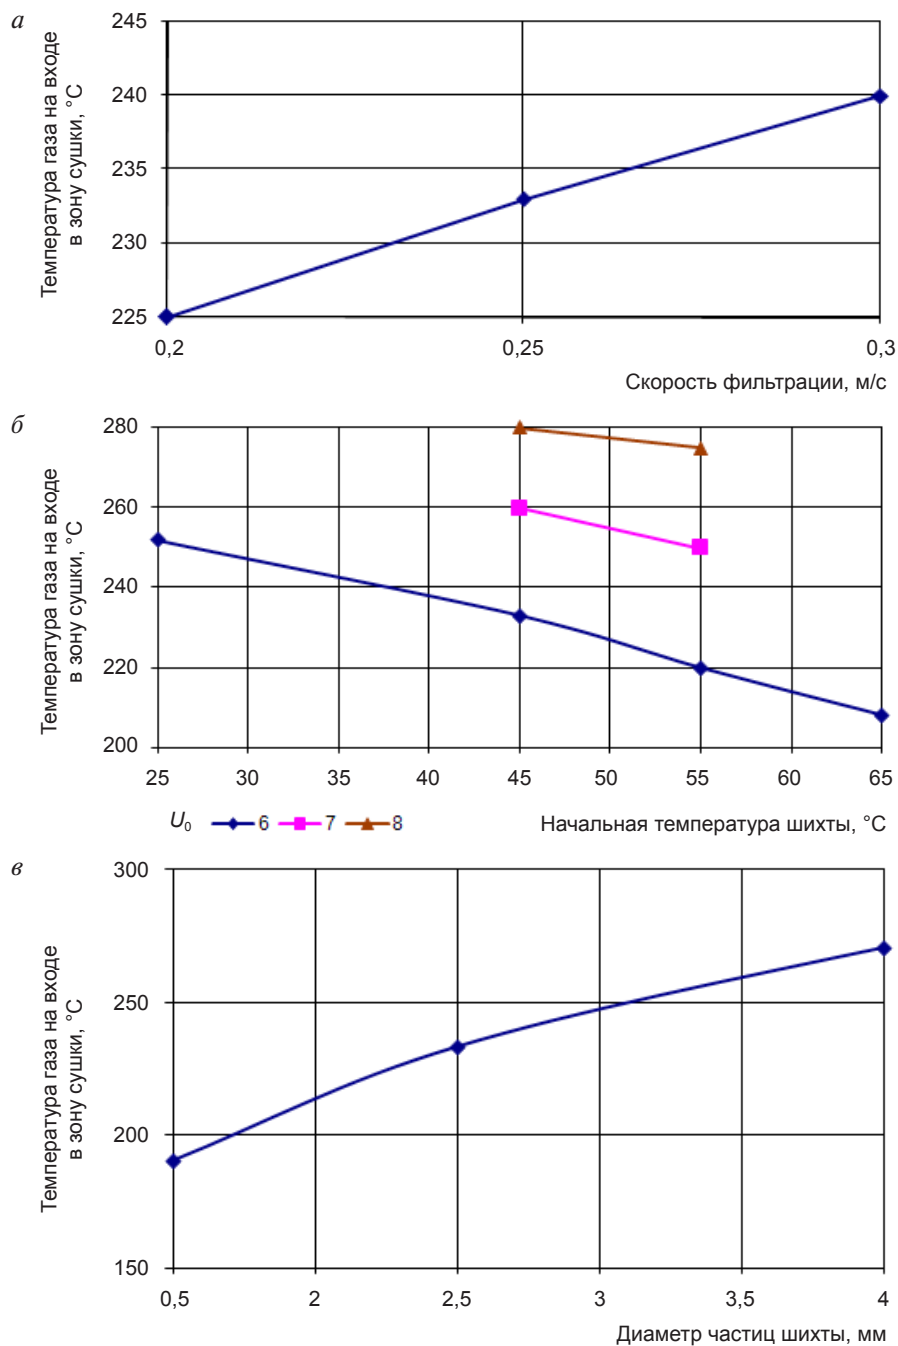 а
Температура газа на входе
в зону сушки, °С
245
240
235
230
225
0,2 0,25 0,3
Скорость фильтрации, м/с
б
Температура газа на входе
в зону сушки, °С
280
260
240
220
200
25 30 35 40 45 50 55 60 65
U0 6 7 8
Начальная температура шихты, °С
в
Температура газа на входе
в зону сушки, °С
300
250
200
150
0,5 2 2,5 3 3,5 4
Диаметр частиц шихты, мм